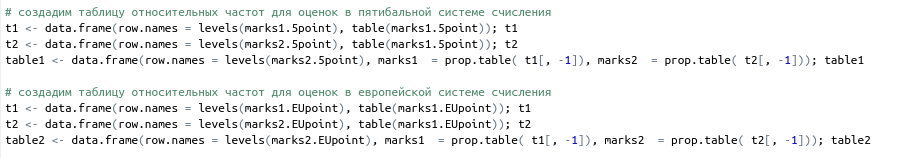 # создадим таблицу относительных частот для оценок в пятибальной системе счисления
t1 <- data.frame(row.names = levels(marks1.5point), table(marks1.5point)); t1
t2 <- data.frame(row.names = levels(marks2.5point), table(marks1.5point)); t2
table1 <- data.frame(row.names = levels(marks2.5point), marks1  = prop.table( t1[, -1]), marks2  = prop.table( t2[, -1])); table1
# создадим таблицу относительных частот для оценок в европейской системе счисления
t1 <- data.frame(row.names = levels(marks1.EUpoint), table(marks1.EUpoint)); t1
t2 <- data.frame(row.names = levels(marks2.EUpoint), table(marks1.EUpoint)); t2
table2 <- data.frame(row.names = levels(marks2.EUpoint), marks1  = prop.table( t1[, -1]), marks2  = prop.table( t2[, -1])); table2